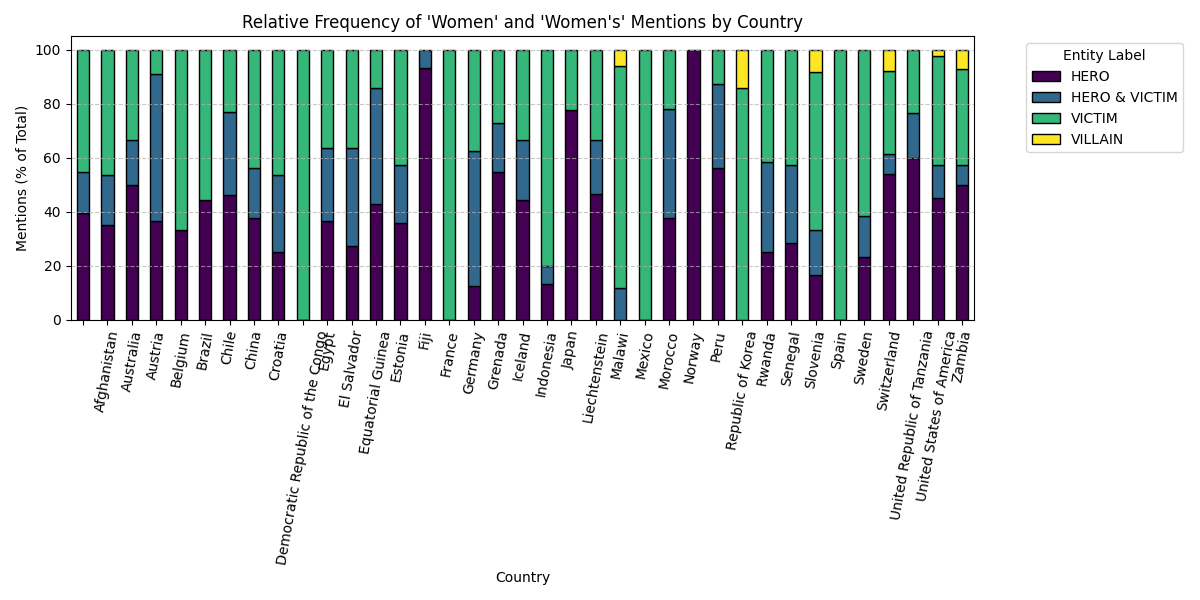 Relative Frequency of 'Women' and 'Women's' Mentions by Country
Mentions (% of Total)
100
80
60
40
20
0
Afghanistan
Australia
Austria
Belgium
Brazil
Chile
China
Croatia
Democratic Republic of the Congo
Egypt
El Salvador
Equatorial Guinea
Estonia
Fiji
France
Germany
Grenada
Iceland
Indonesia
Japan
Liechtenstein
Malawi
Mexico
Morocco
Norway
Peru
Republic of Korea
Rwanda
Senegal
Slovenia
Spain
Sweden
Switzerland
United Republic of Tanzania
United States of America
Zambia
Country
Entity Label
HERO
HERO & VICTIM
VICTIM
VILLAIN